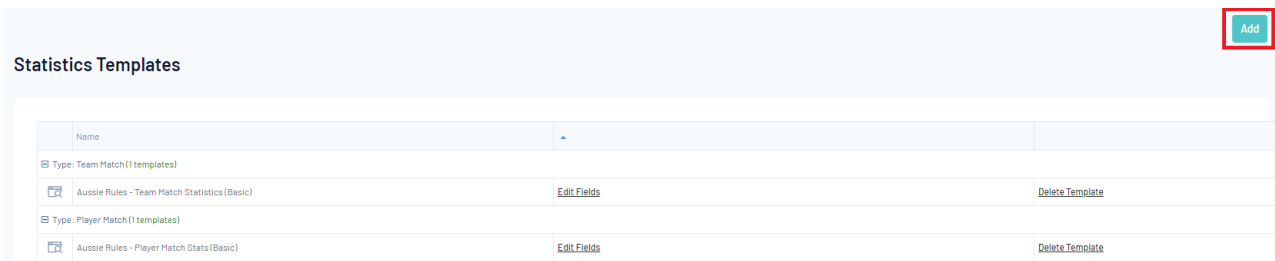 Add
Statistics Templates
Name
Type: Team Match (1 templates)
Aussie Rules - Team Match Statistics (Basic) Edit Fields Delete Template
Type: Player Match (1 templates)
Aussie Rules - Player Match Stats (Basic) Edit Fields Delete Template